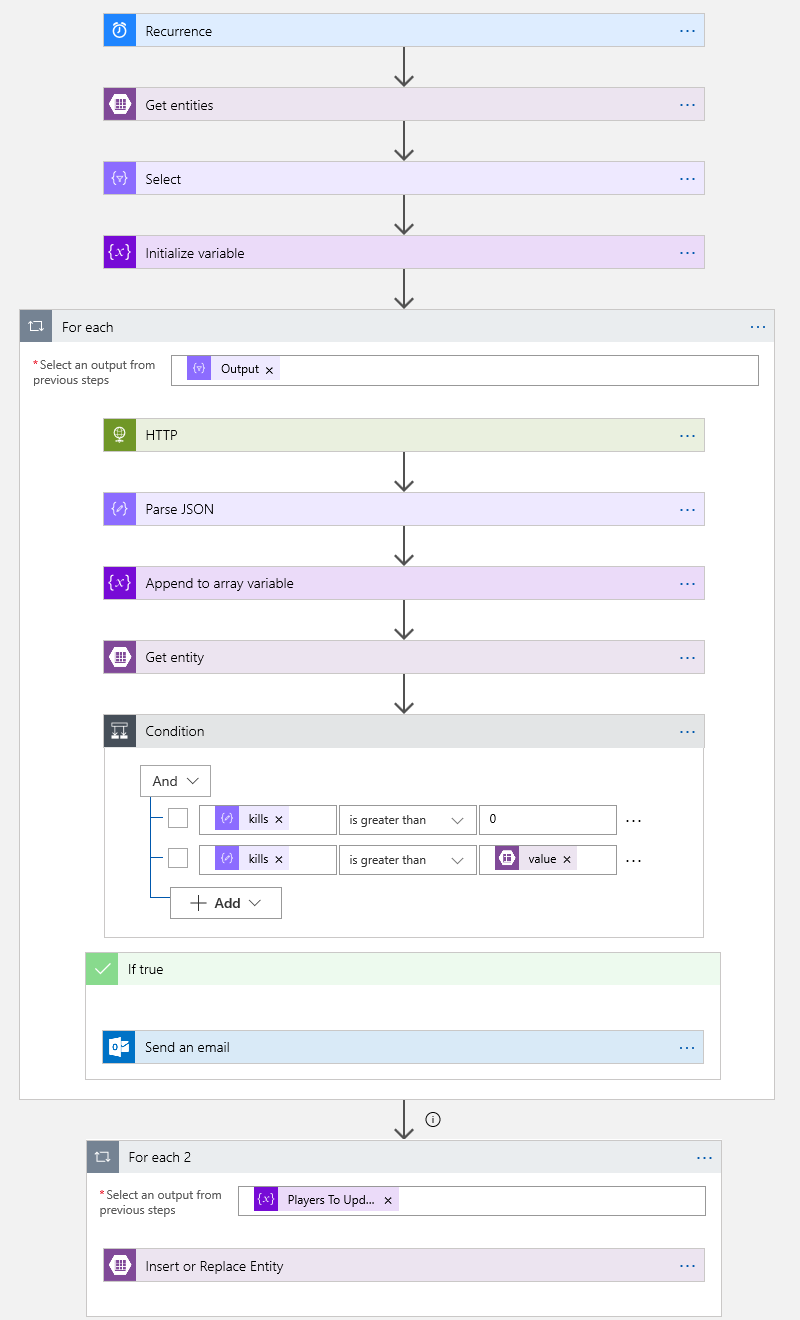 Recurrence
Get entities
Select
Initialize variable
For each
*Select an output from
previous steps
Output ×
HTTP
Parse JSON
Append to array variable
Get entity
Condition
And
kills × is greater than 0
kills × is greater than value ×
Add
If true
Send an email
For each 2
*Select an output from
previous steps
Players To Upd... ×
Insert or Replace Entity